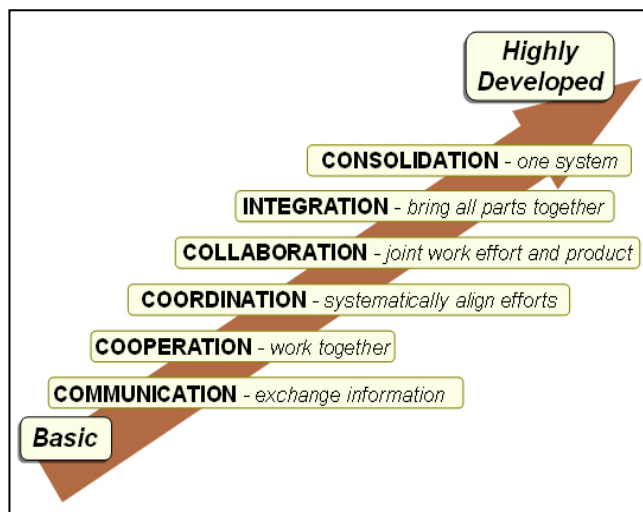 Highly
Developed
CONSOLIDATION - one system
INTEGRATION - bring all parts together
COLLABORATION - joint work effort and product
COORDINATION - systematically align efforts
COOPERATION - work together
COMMUNICATION - exchange information
Basic